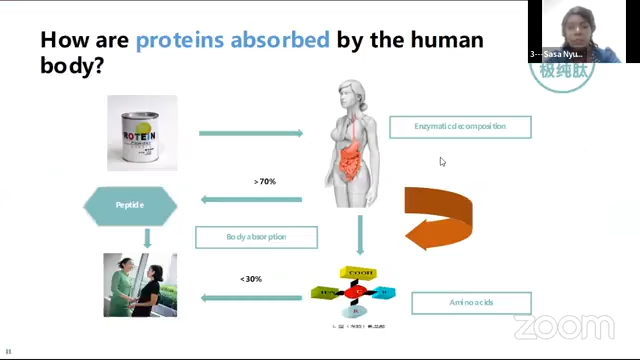 How are proteins absorbed by the human
body?
3---Sasa Nyu...
极纯肽
ROTEIN
Enzymatic decomposition
>70%
Peptide
Body absorption
<30%
COOH
C
R
Amino acids
zoom
11